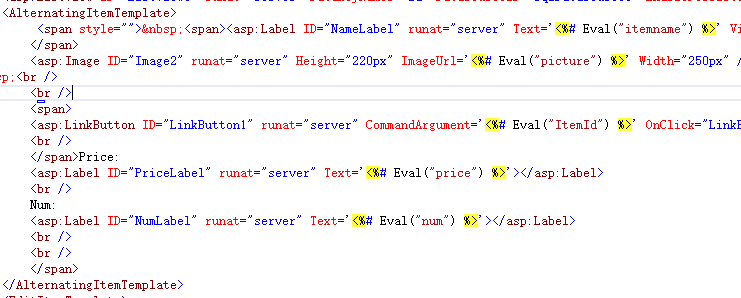 <AlternatingItemTemplate>
<span style="">&nbsp;<span><asp:Label ID="NameLabel" runat="server" Text='<%# Eval("itemname") %>' Vi
</span>
<asp:Image ID="Image2" runat="server" Height="220px" ImageUrl='<%# Eval("picture") %>' Width="250px" /
p;<br />
<br />
<span>
<asp:LinkButton ID="LinkButton1" runat="server" CommandArgument='<%# Eval("ItemId") %>' OnClick="LinkB
<br />
</span>Price:
<asp:Label ID="PriceLabel" runat="server" Text='<%# Eval("price") %>'></asp:Label>
<br />
Num:
<asp:Label ID="NumLabel" runat="server" Text='<%# Eval("num") %>'></asp:Label>
<br />
<br />
</span>
</AlternatingItemTemplate>